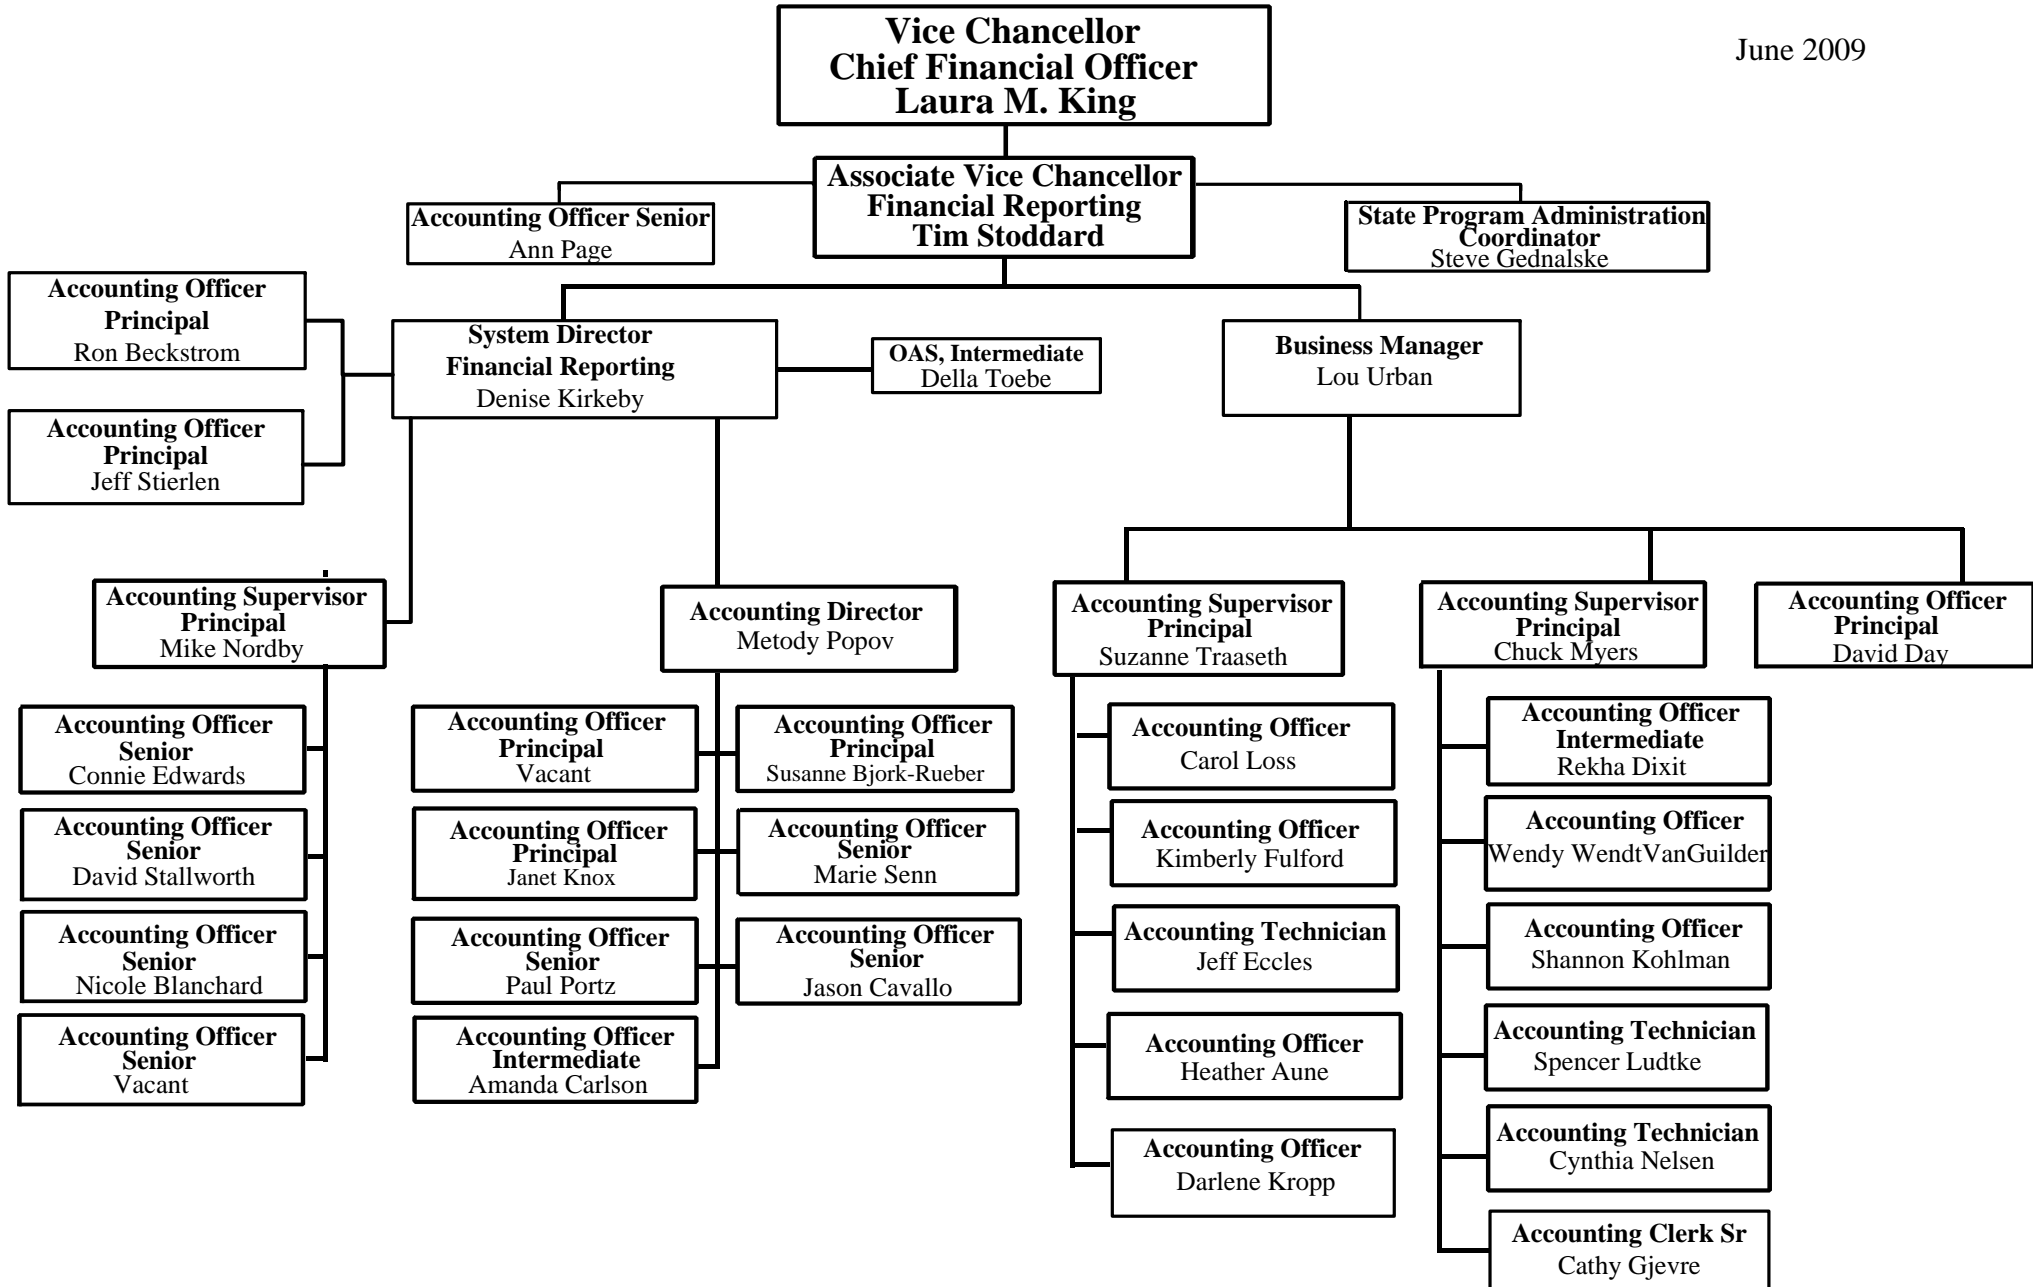 Vice Chancellor
Chief Financial Officer
Laura M. King
June 2009
Associate Vice Chancellor
Financial Reporting
Tim Stoddard
Accounting Officer Senior
Ann Page
State Program Administration
Coordinator
Steve Gednalske
Accounting Officer
Principal
Ron Beckstrom
System Director
Financial Reporting
Denise Kirkeby
OAS, Intermediate
Della Toebe
Business Manager
Lou Urban
Accounting Officer
Principal
Jeff Stierlen
Accounting Supervisor
Principal
Mike Nordby
Accounting Director
Metody Popov
Accounting Supervisor
Principal
Suzanne Traaseth
Accounting Supervisor
Principal
Chuck Myers
Accounting Officer
Principal
David Day
Accounting Officer
Senior
Connie Edwards
Accounting Officer
Senior
David Stallworth
Accounting Officer
Senior
Nicole Blanchard
Accounting Officer
Senior
Vacant
Accounting Officer
Principal
Vacant
Accounting Officer
Principal
Susanne Bjork-Rueber
Accounting Officer
Principal
Janet Knox
Accounting Officer
Senior
Marie Senn
Accounting Officer
Senior
Paul Portz
Accounting Officer
Senior
Jason Cavallo
Accounting Officer
Intermediate
Amanda Carlson
Accounting Officer
Carol Loss
Accounting Officer
Kimberly Fulford
Accounting Technician
Jeff Eccles
Accounting Officer
Heather Aune
Accounting Officer
Darlene Kropp
Accounting Officer
Intermediate
Rekha Dixit
Accounting Officer
Wendy WendtVanGuilder
Accounting Officer
Shannon Kohlman
Accounting Technician
Spencer Ludtke
Accounting Technician
Cynthia Nelsen
Accounting Clerk Sr
Cathy Gjevre